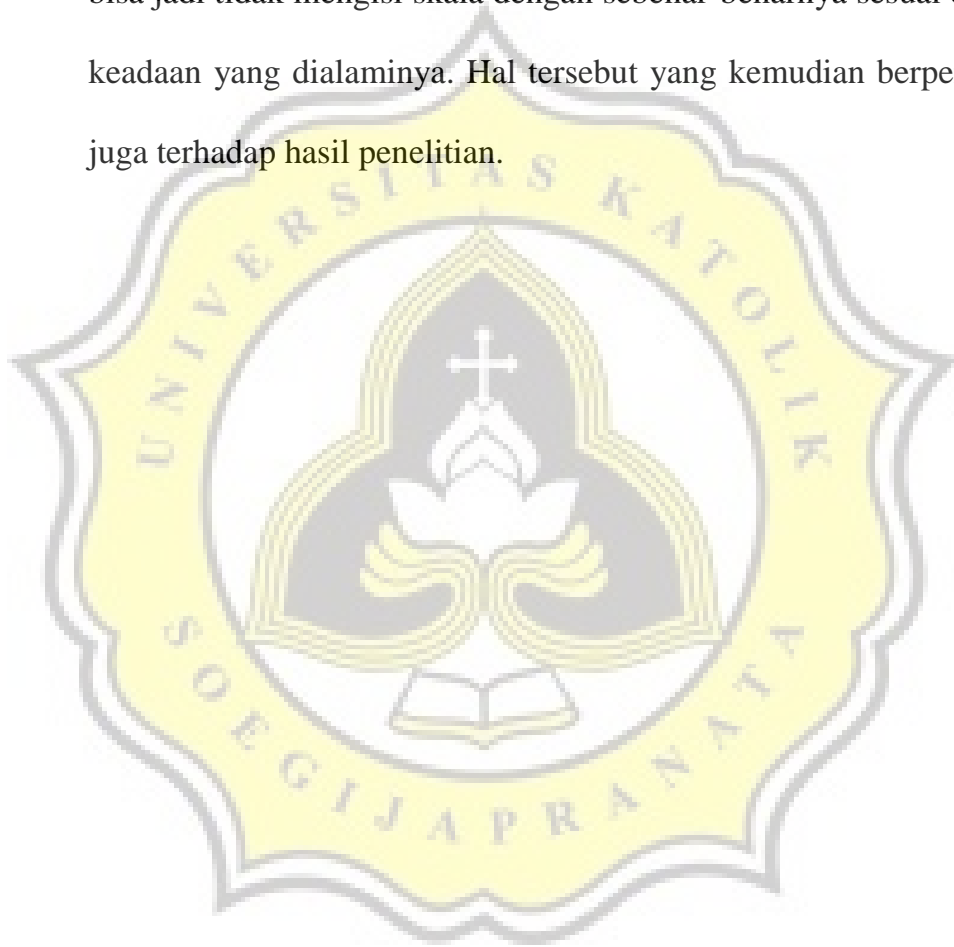 bisa jadi tidak mengisi skala dengan sebenar-benarnya sesuai
keadaan yang dialaminya. Hal tersebut yang kemudian berpe
juga terhadap hasil penelitian.
UNIVERSITAS KATOLIK
SOEGIJAPRANATA